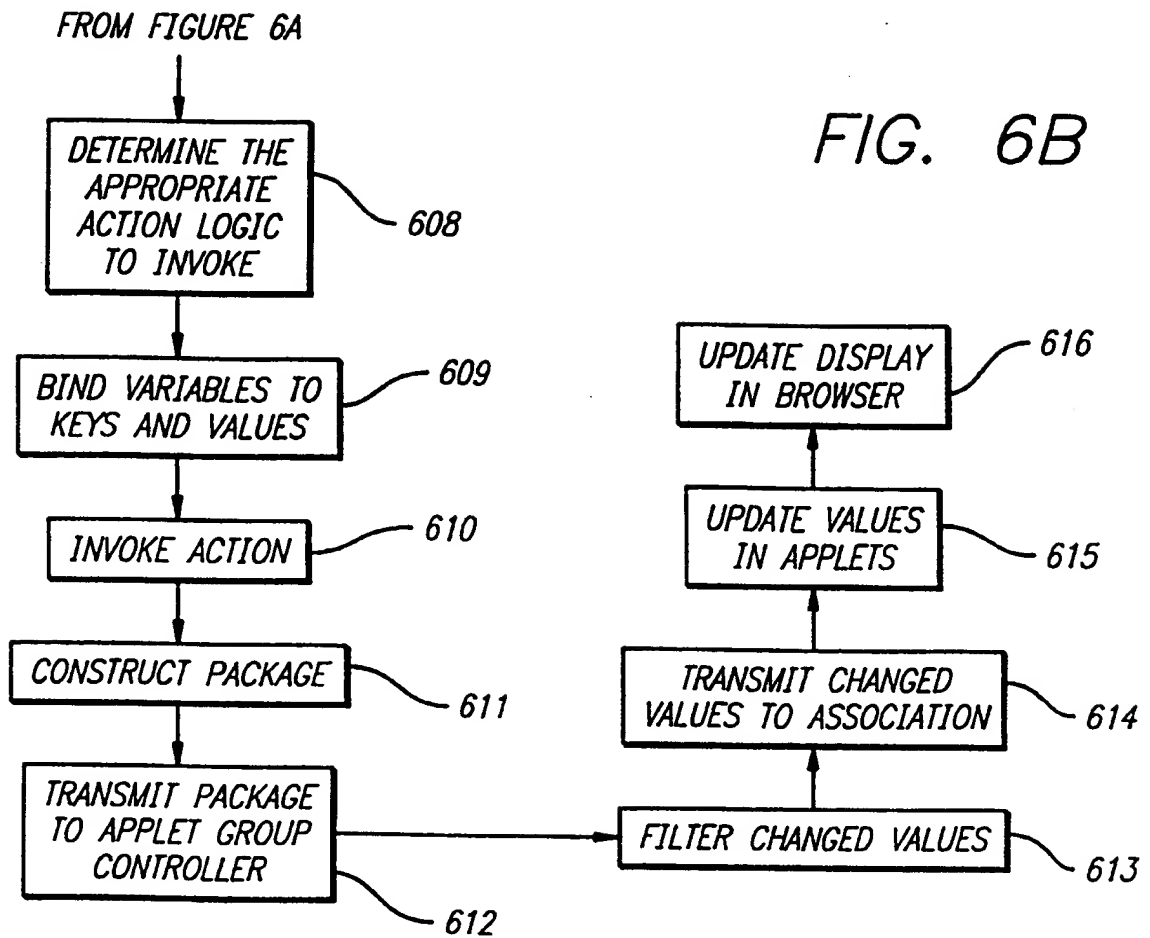 FROM FIGURE 6A
FIG. 6B
DETERMINE THE
APPROPRIATE
ACTION LOGIC
TO INVOKE
608
BIND VARIABLES TO
KEYS AND VALUES
609
INVOKE ACTION
610
CONSTRUCT PACKAGE
611
TRANSMIT PACKAGE
TO APPLET GROUP
CONTROLLER
612
FILTER CHANGED VALUES
613
TRANSMIT CHANGED
VALUES TO ASSOCIATION
614
UPDATE VALUES
IN APPLETS
615
UPDATE DISPLAY
IN BROWSER
616